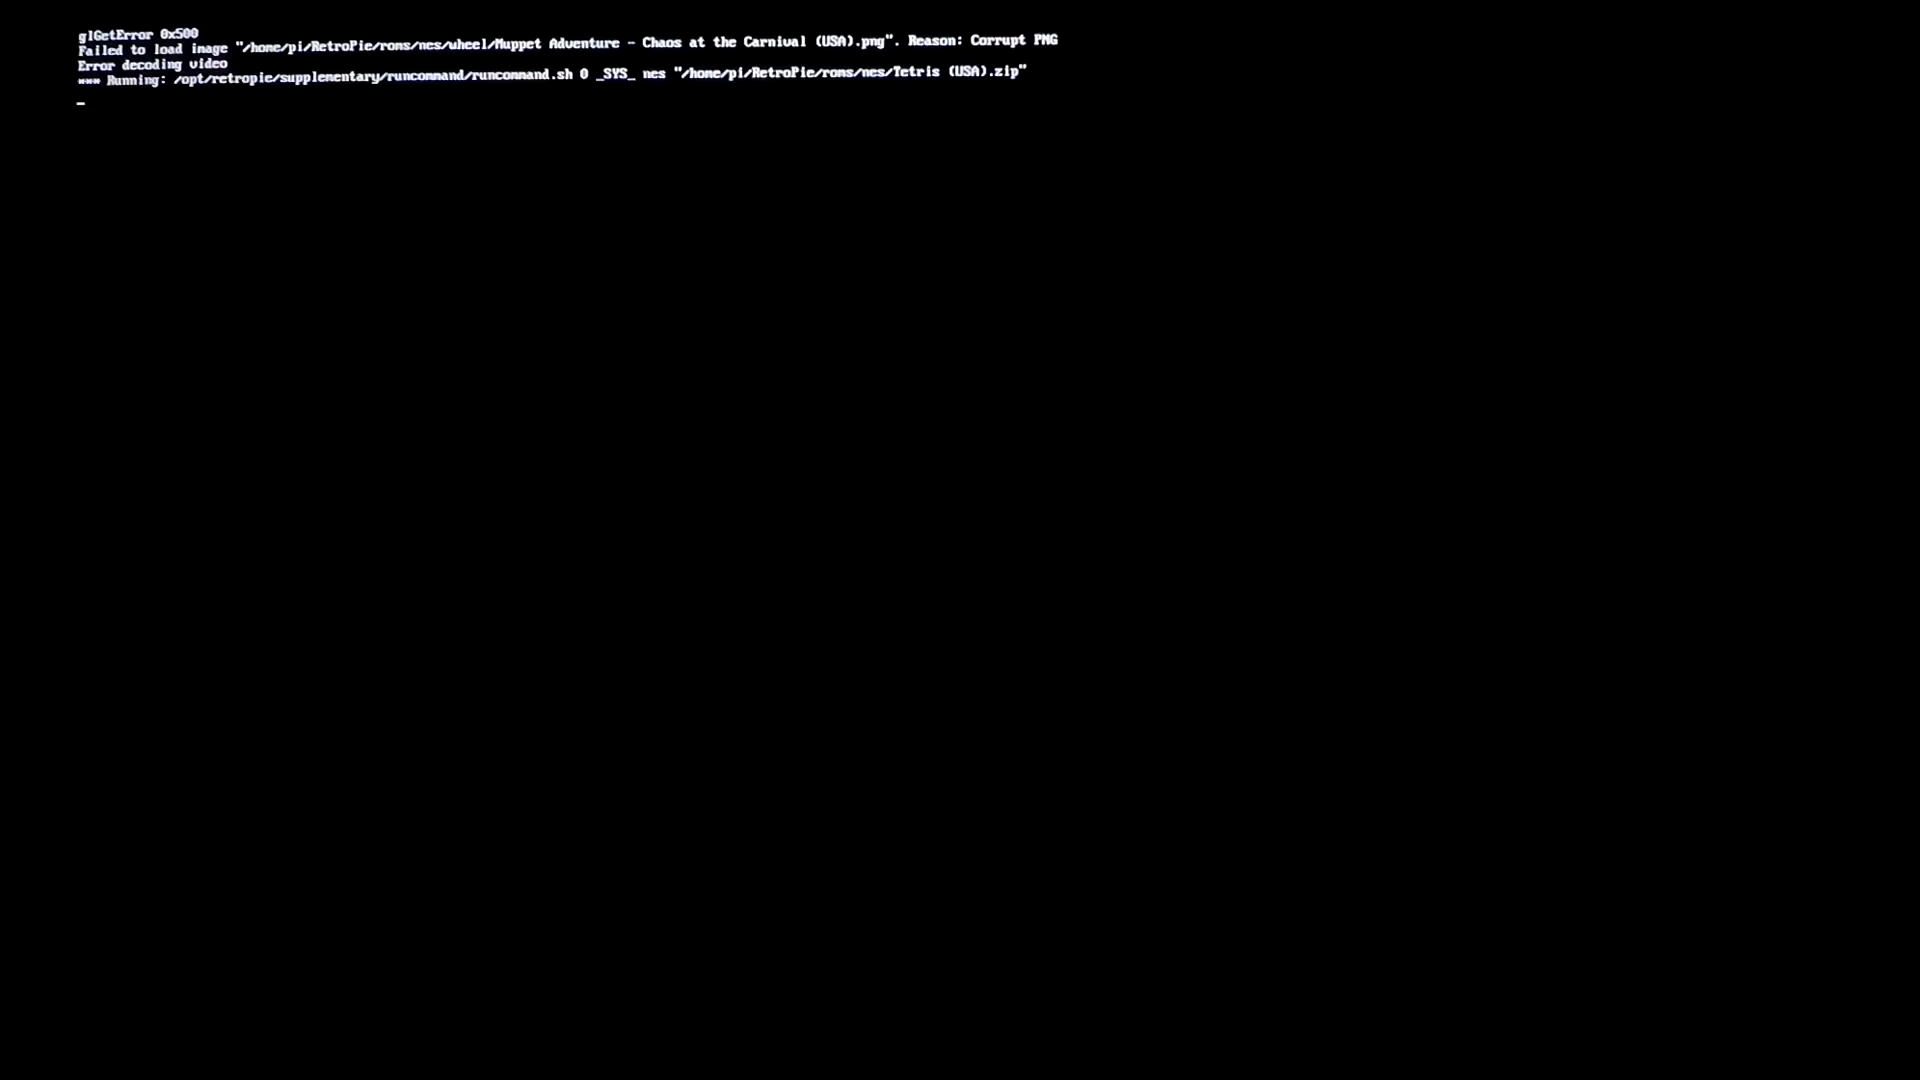 glGetError 0x500
Failed to load image "/home/pi/RetroPie/roms/nes/wheel/Muppet Adventure - Chaos at the Carnival (USA).png". Reason: Corrupt PNG
Error decoding video
*** Running: /opt/retropie/supplementary/runcommand/runcommand.sh 0 _SYS_ nes "/home/pi/RetroPie/roms/nes/Tetris (USA).zip"
_